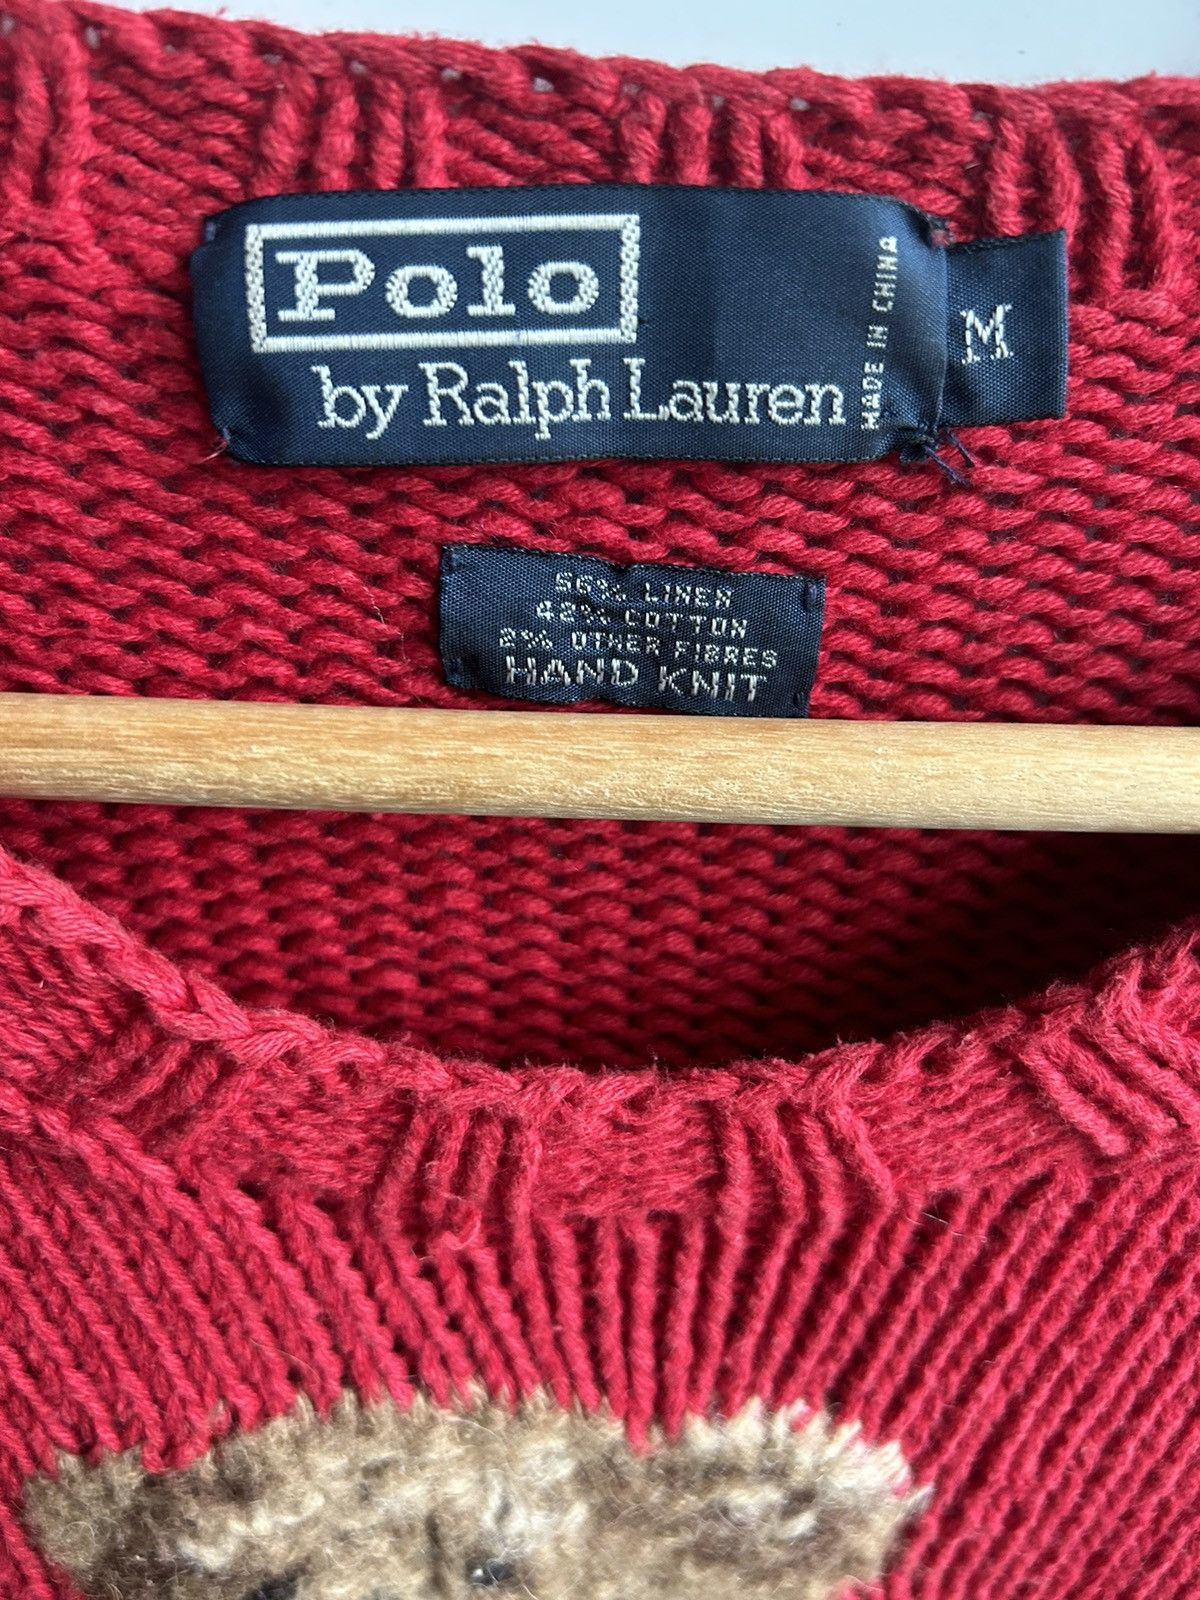 Polo
by Ralph Lauren
MADE IN CHINA
M
56% LINEN
42% COTTON
2% OTHER FIBRES
HAND KNIT